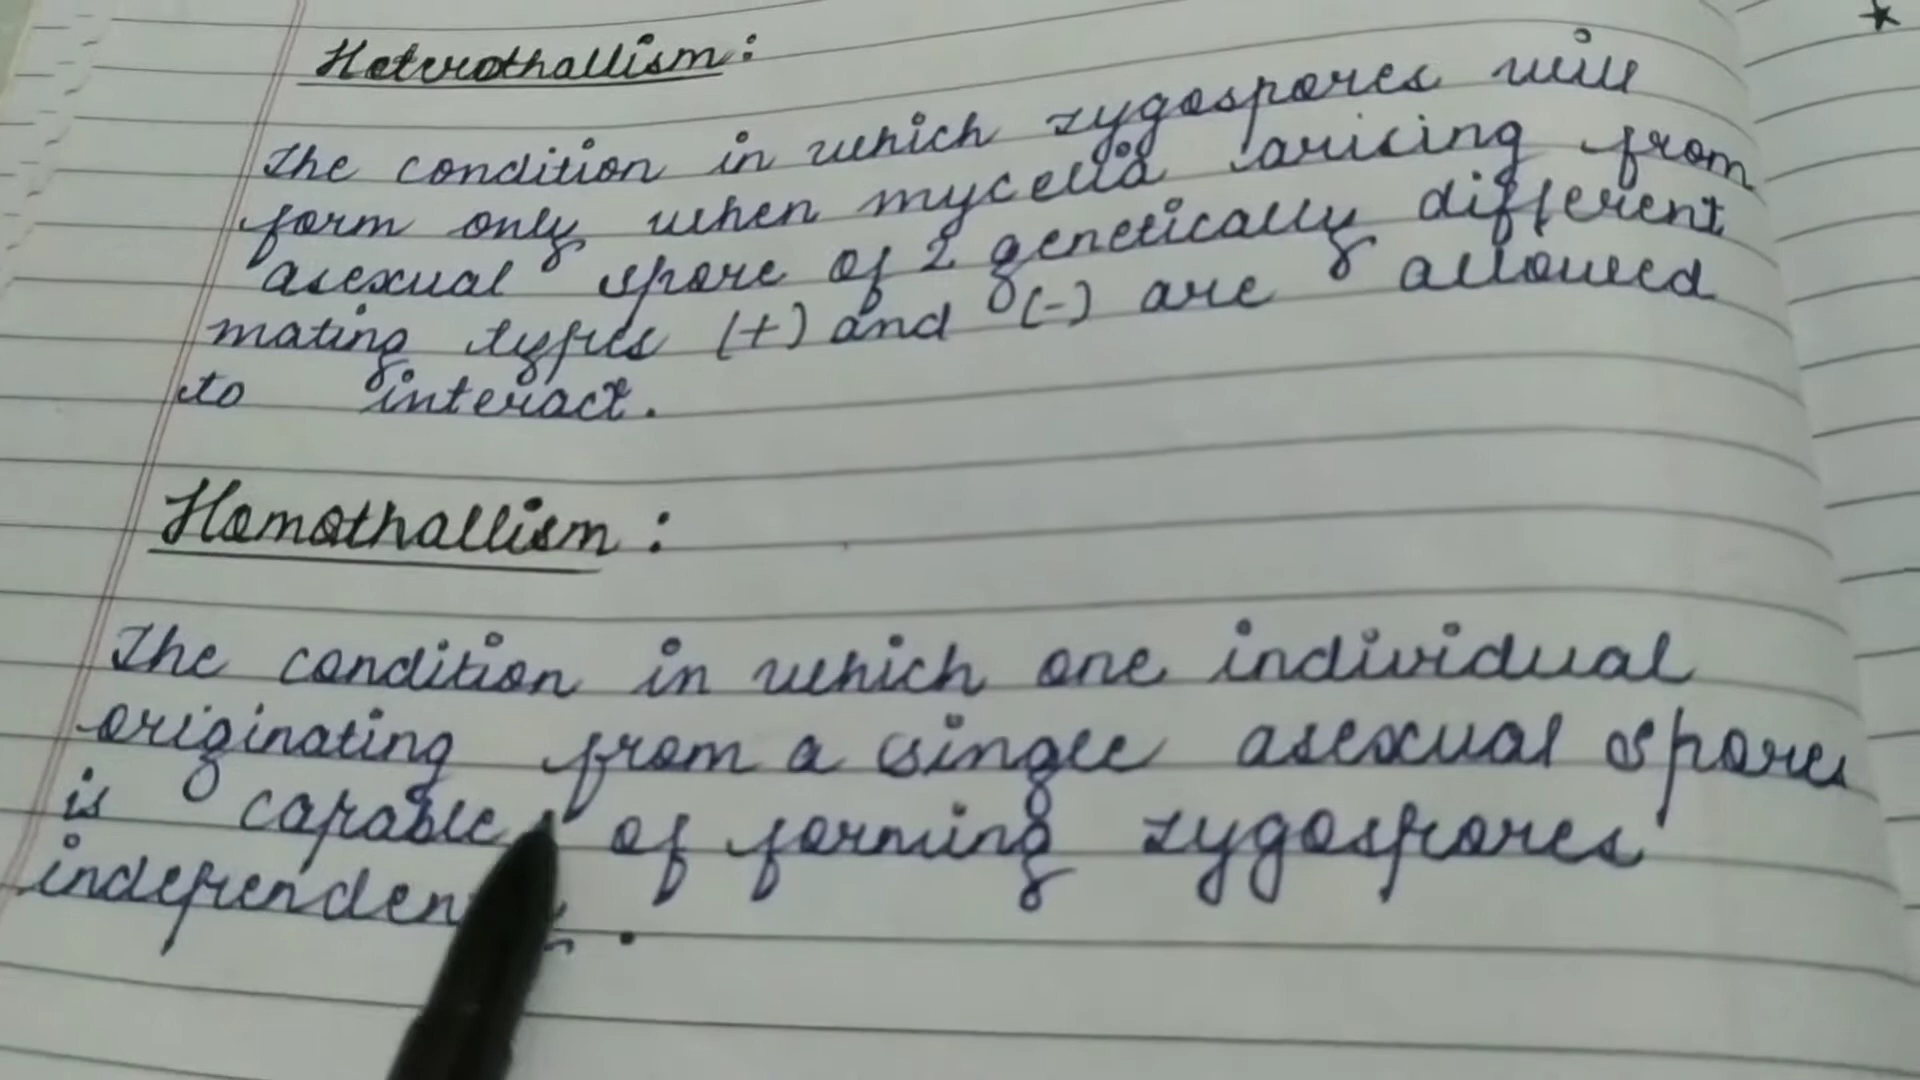 Heterothallism:
The condition in which zygospores will
form only when mycelia arising from
asexual spore of 2 genetically different
mating types (+) and (-) are allowed
to interact.
Homothallism:
The condition in which one individual
originating from a single asexual spores
is capable of forming zygospores